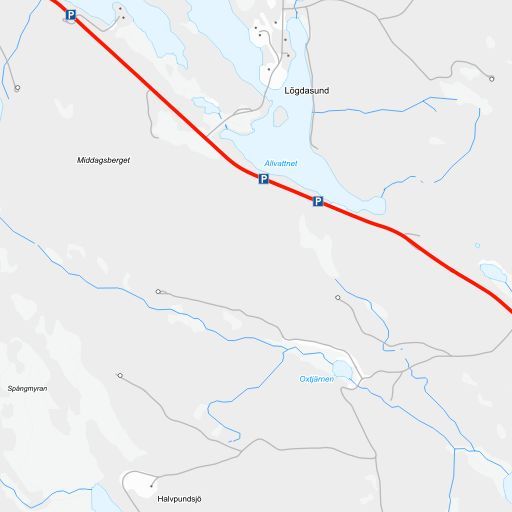 P
Lögdasund
Middagsberget
Allvattnet
P
P
Oxtjärnen
Spångmyran
Halvpundsjö